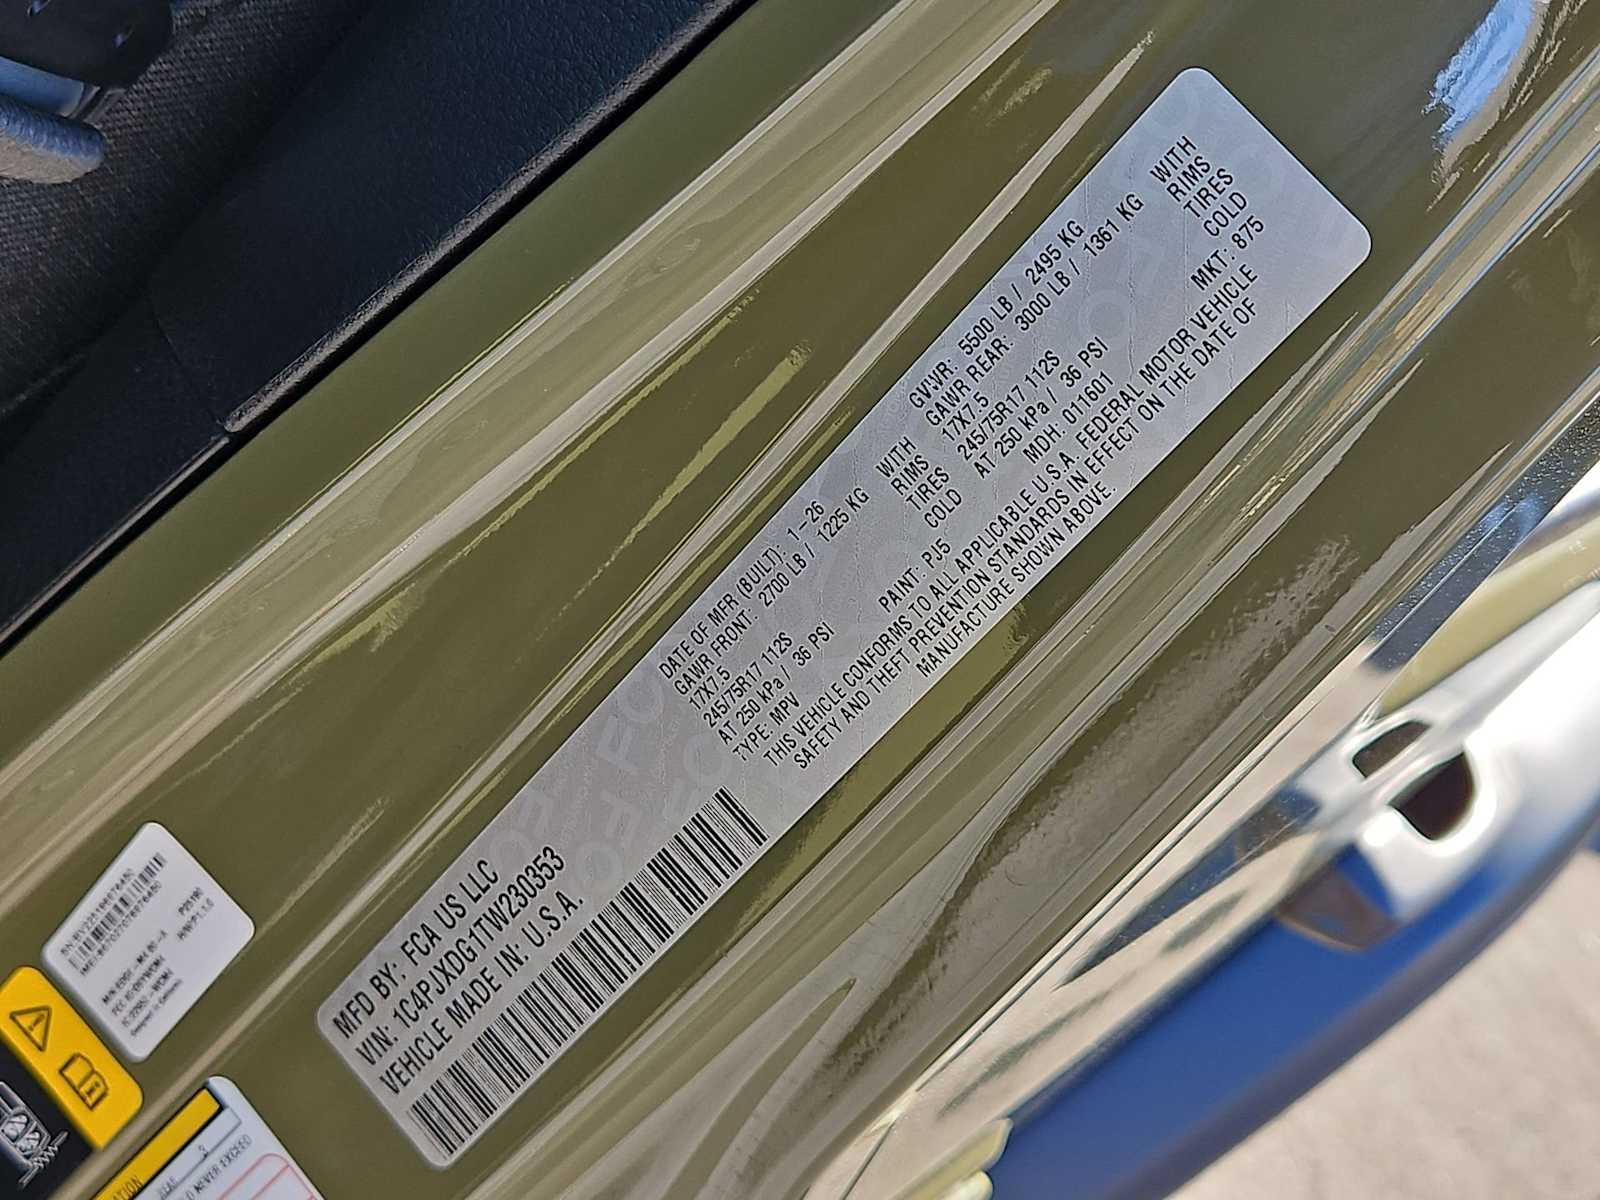 MFD BY: FCA US LLC
VIN: 1C4PJXDG1TW230353
VEHICLE MADE IN: U.S.A.
DATE OF MFR (BUILT): 1-26
GAWR FRONT: 2700 LB / 1225 KG WITH
17X7.5 RIMS
245/75R17 112S TIRES
AT 250 kPa / 36 PSI COLD
TYPE: MPV PAINT: PJ5
GVWR: 5500 LB / 2495 KG
GAWR REAR: 3000 LB / 1361 KG WITH
17X7.5 RIMS
245/75R17 112S TIRES
AT 250 kPa / 36 PSI COLD
MDH: 011601 MKT: 875
THIS VEHICLE CONFORMS TO ALL APPLICABLE U.S.A. FEDERAL MOTOR VEHICLE
SAFETY AND THEFT PREVENTION STANDARDS IN EFFECT ON THE DATE OF
MANUFACTURE SHOWN ABOVE.
NEVER EXCEED